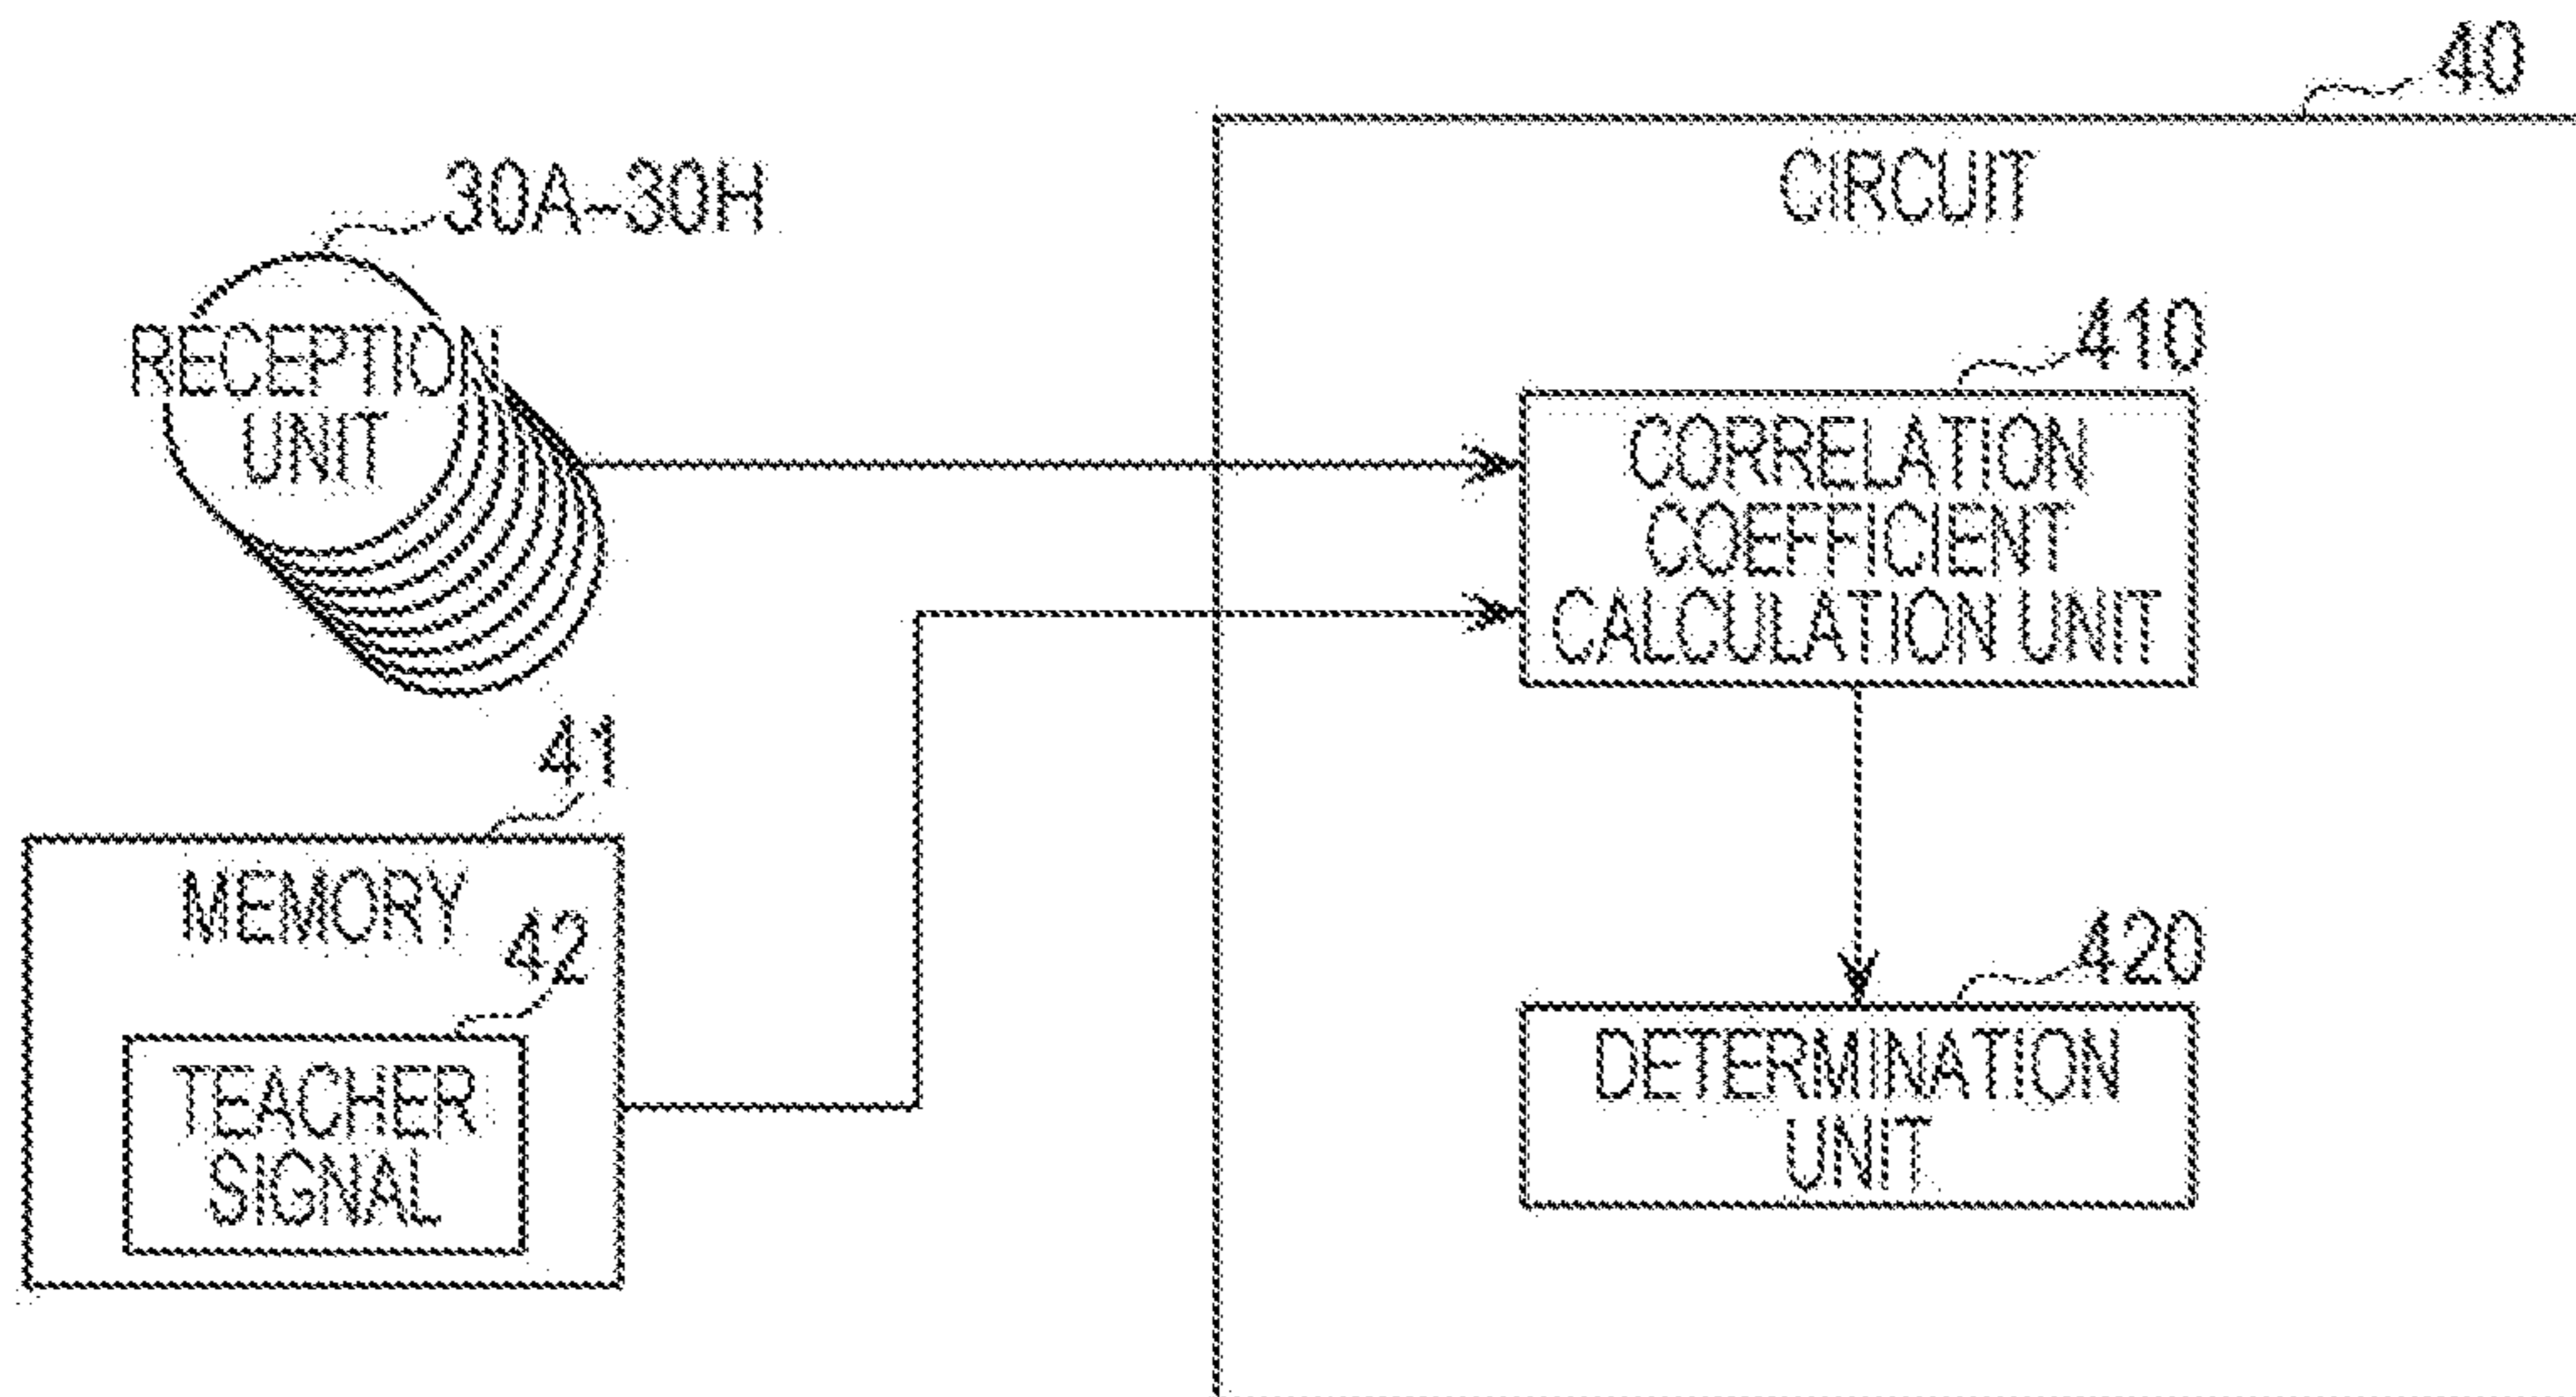 40
CIRCUIT
30A-30H
RECEPTION
UNIT
410
CORRELATION
COEFFICIENT
CALCULATION UNIT
41
MEMORY
42
TEACHER
SIGNAL
420
DETERMINATION
UNIT